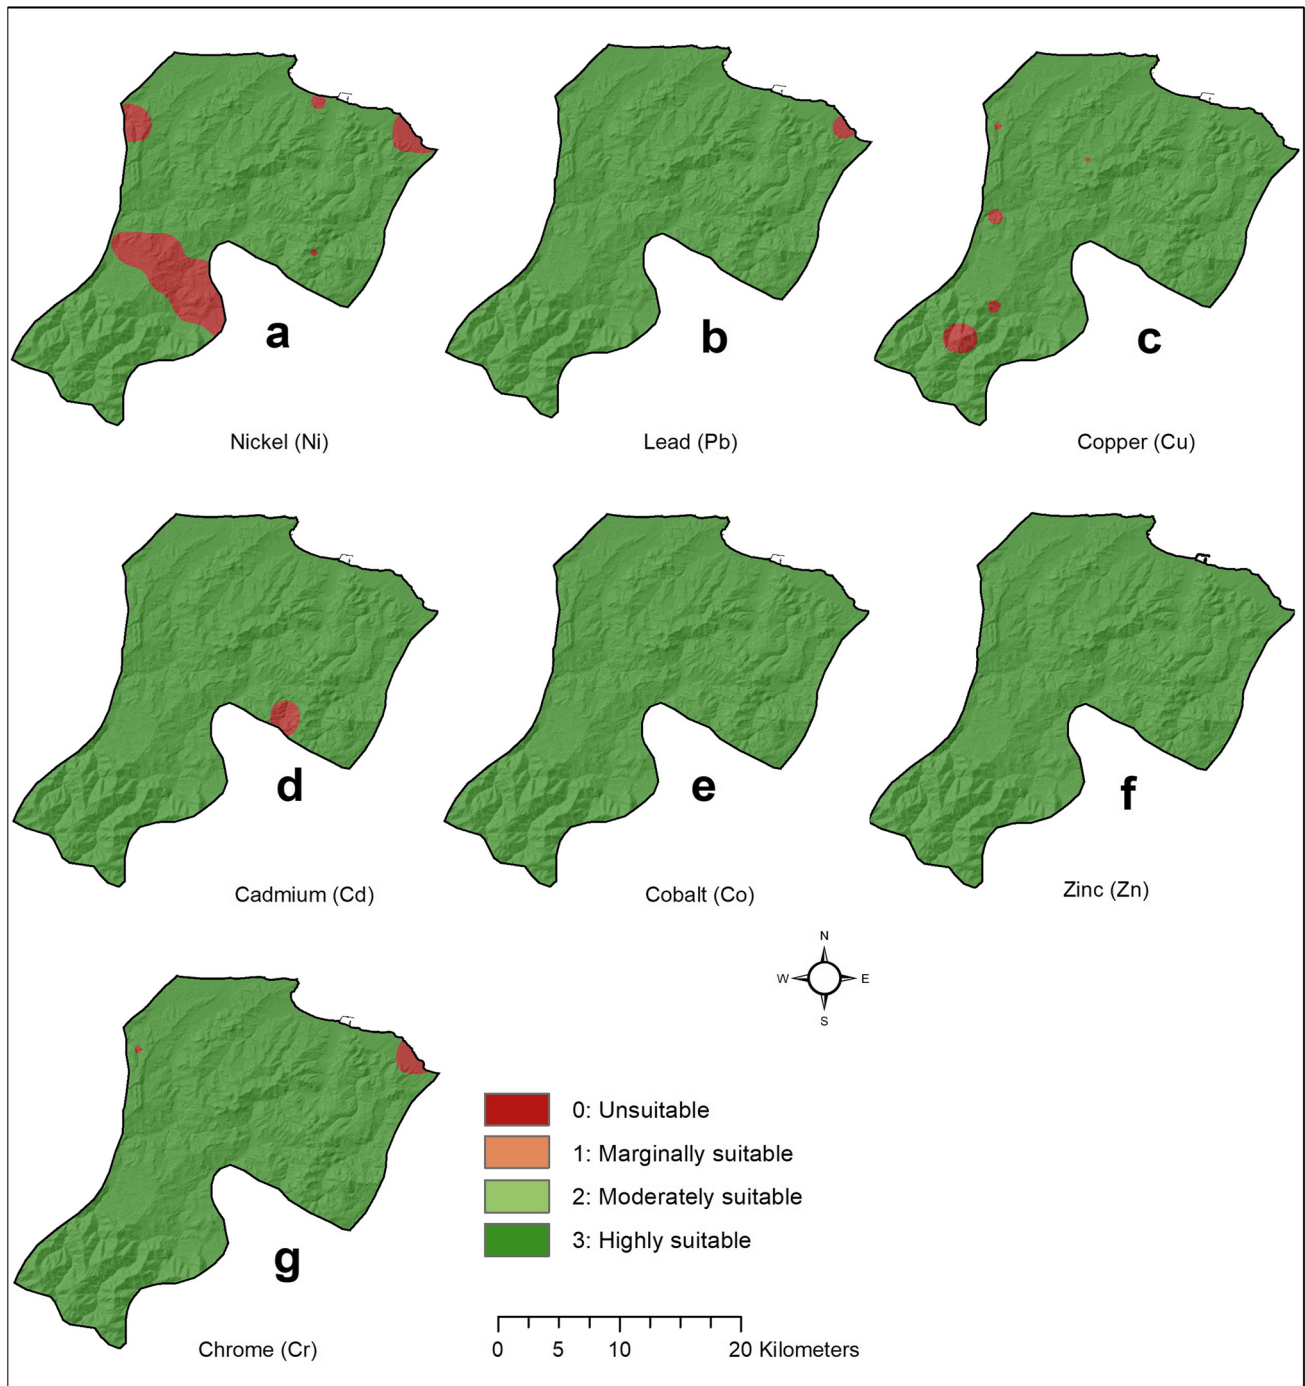 a
b
c
Nickel (Ni)
Lead (Pb)
Copper (Cu)
d
e
f
Cadmium (Cd)
Cobalt (Co)
Zinc (Zn)
N
W
E
S
g
Chrome (Cr)
0: Unsuitable
1: Marginally suitable
2: Moderately suitable
3: Highly suitable
0 5 10 20 Kilometers